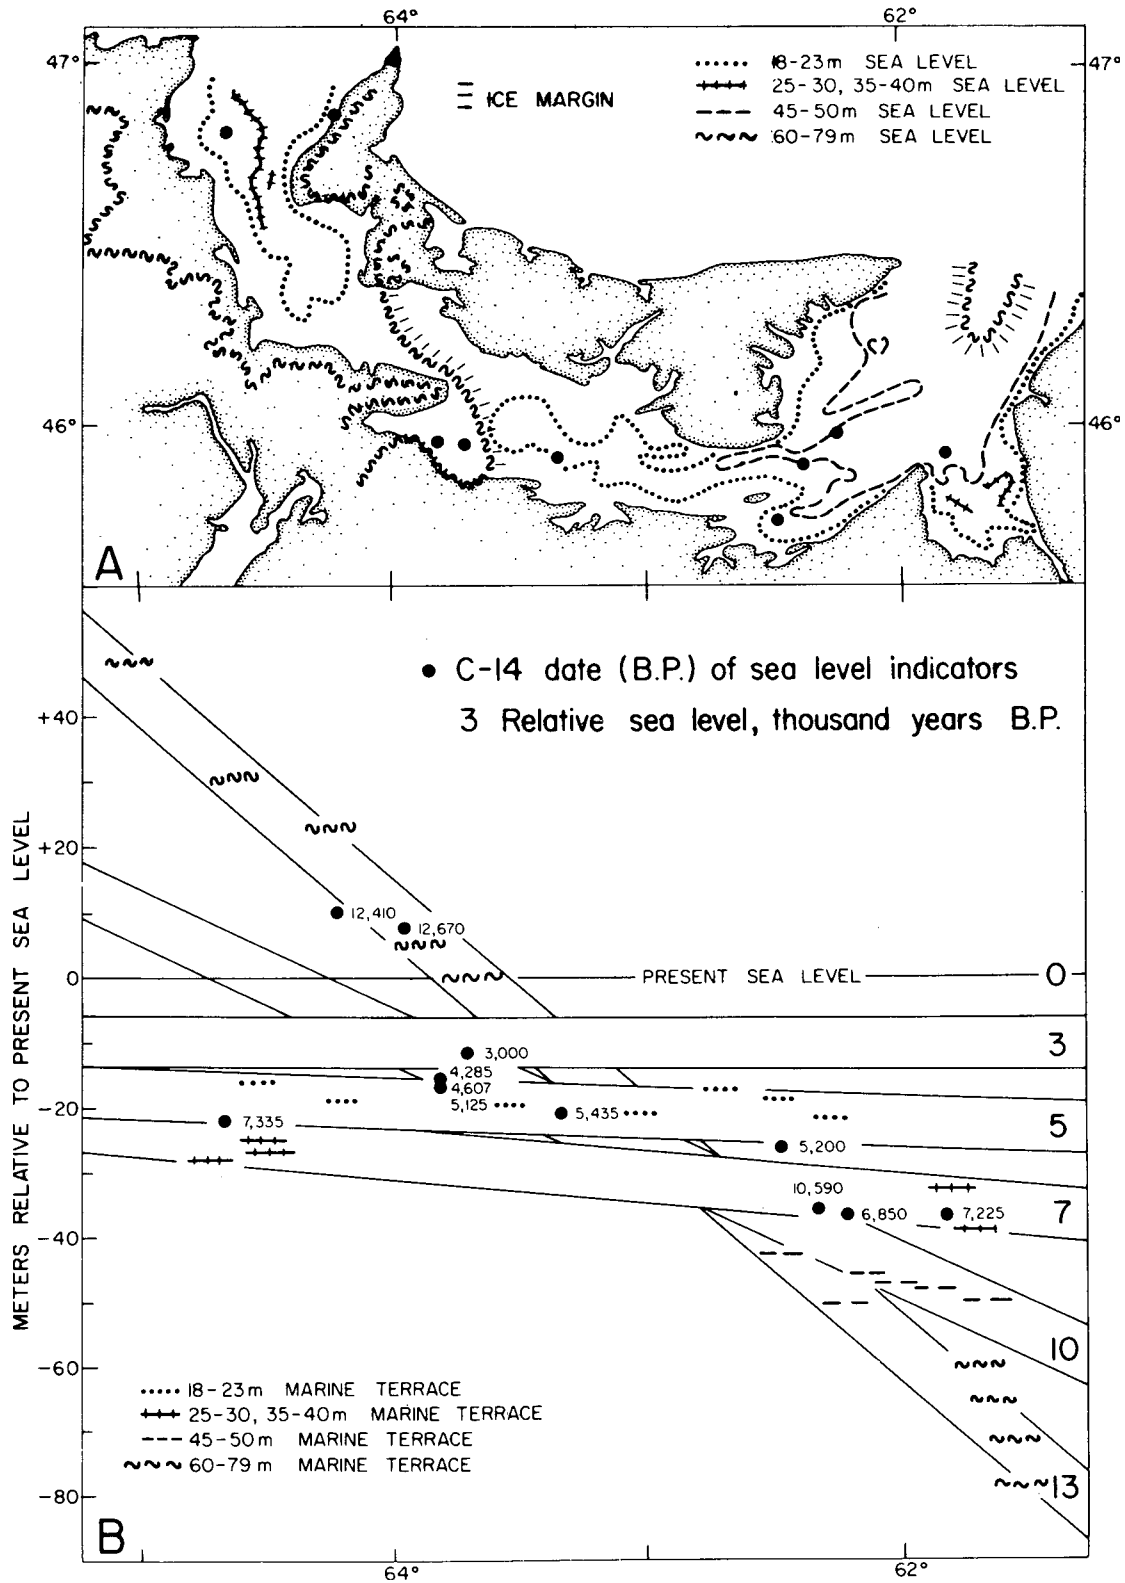 64° 62°
47° 47°
18-23m SEA LEVEL
25-30, 35-40m SEA LEVEL
45-50m SEA LEVEL
60-79m SEA LEVEL
ICE MARGIN
46° 46°
A
C-14 date (B.P.) of sea level indicators
3 Relative sea level, thousand years B.P.
METERS RELATIVE TO PRESENT SEA LEVEL
+40
+20
12,410
12,670
0 PRESENT SEA LEVEL 0
3
3,000
4,285
4,607
5,125
-20
5,435
7,335
5
5,200
10,590
6,850
7,225
7
-40
10
-60
18-23m MARINE TERRACE
25-30, 35-40m MARINE TERRACE
45-50m MARINE TERRACE
60-79m MARINE TERRACE
13
-80
B
64° 62°